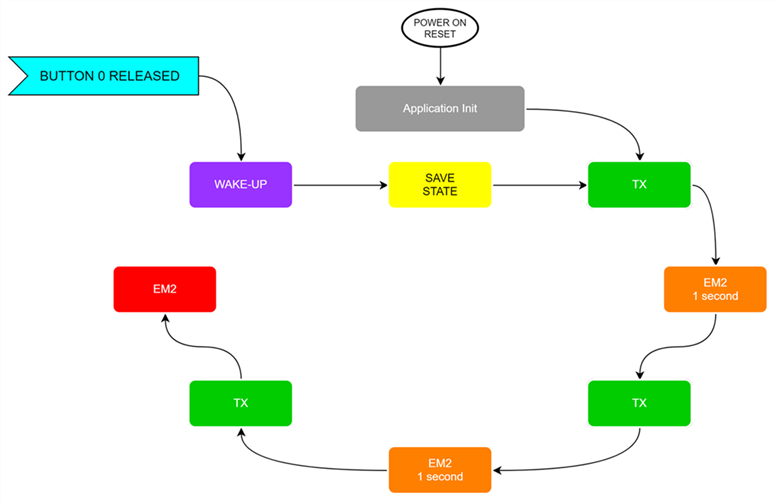 POWER ON
RESET
BUTTON 0 RELEASED
Application Init
WAKE-UP
SAVE
STATE
TX
EM2
EM2
1 second
TX
TX
EM2
1 second